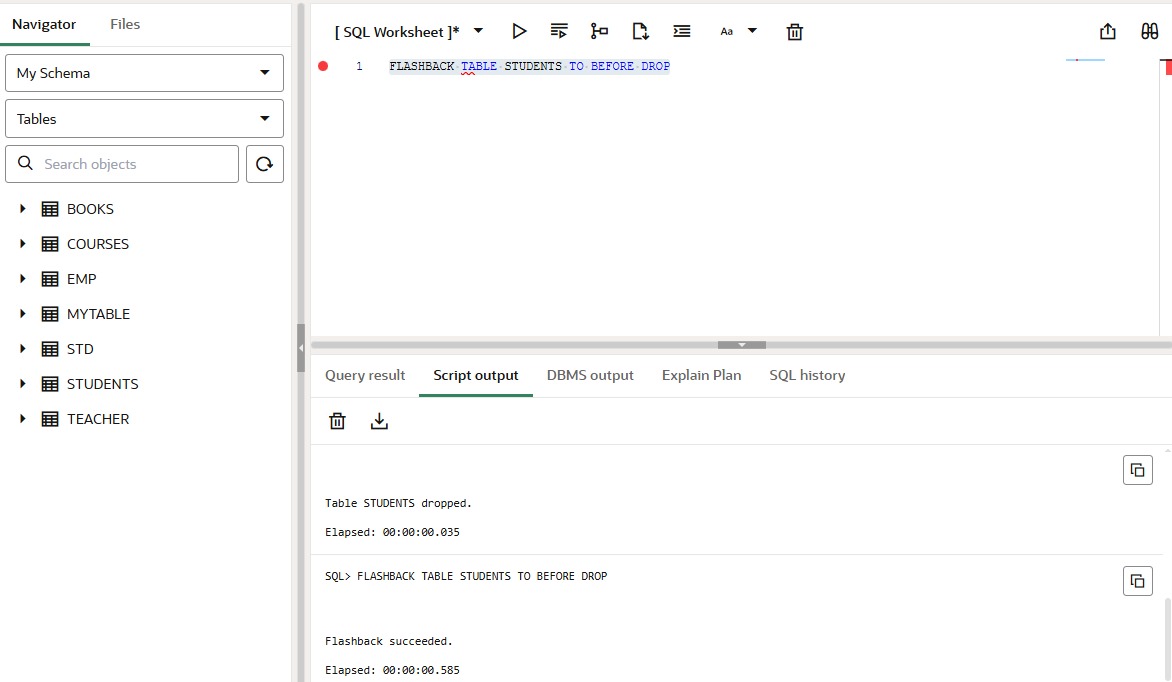 Navigator Files
My Schema
Tables
Search objects
BOOKS
COURSES
EMP
MYTABLE
STD
STUDENTS
TEACHER
[ SQL Worksheet ]* Aa
1 FLASHBACK TABLE STUDENTS TO BEFORE DROP
Query result Script output DBMS output Explain Plan SQL history
Table STUDENTS dropped.
Elapsed: 00:00:00.035
SQL> FLASHBACK TABLE STUDENTS TO BEFORE DROP
Flashback succeeded.
Elapsed: 00:00:00.585